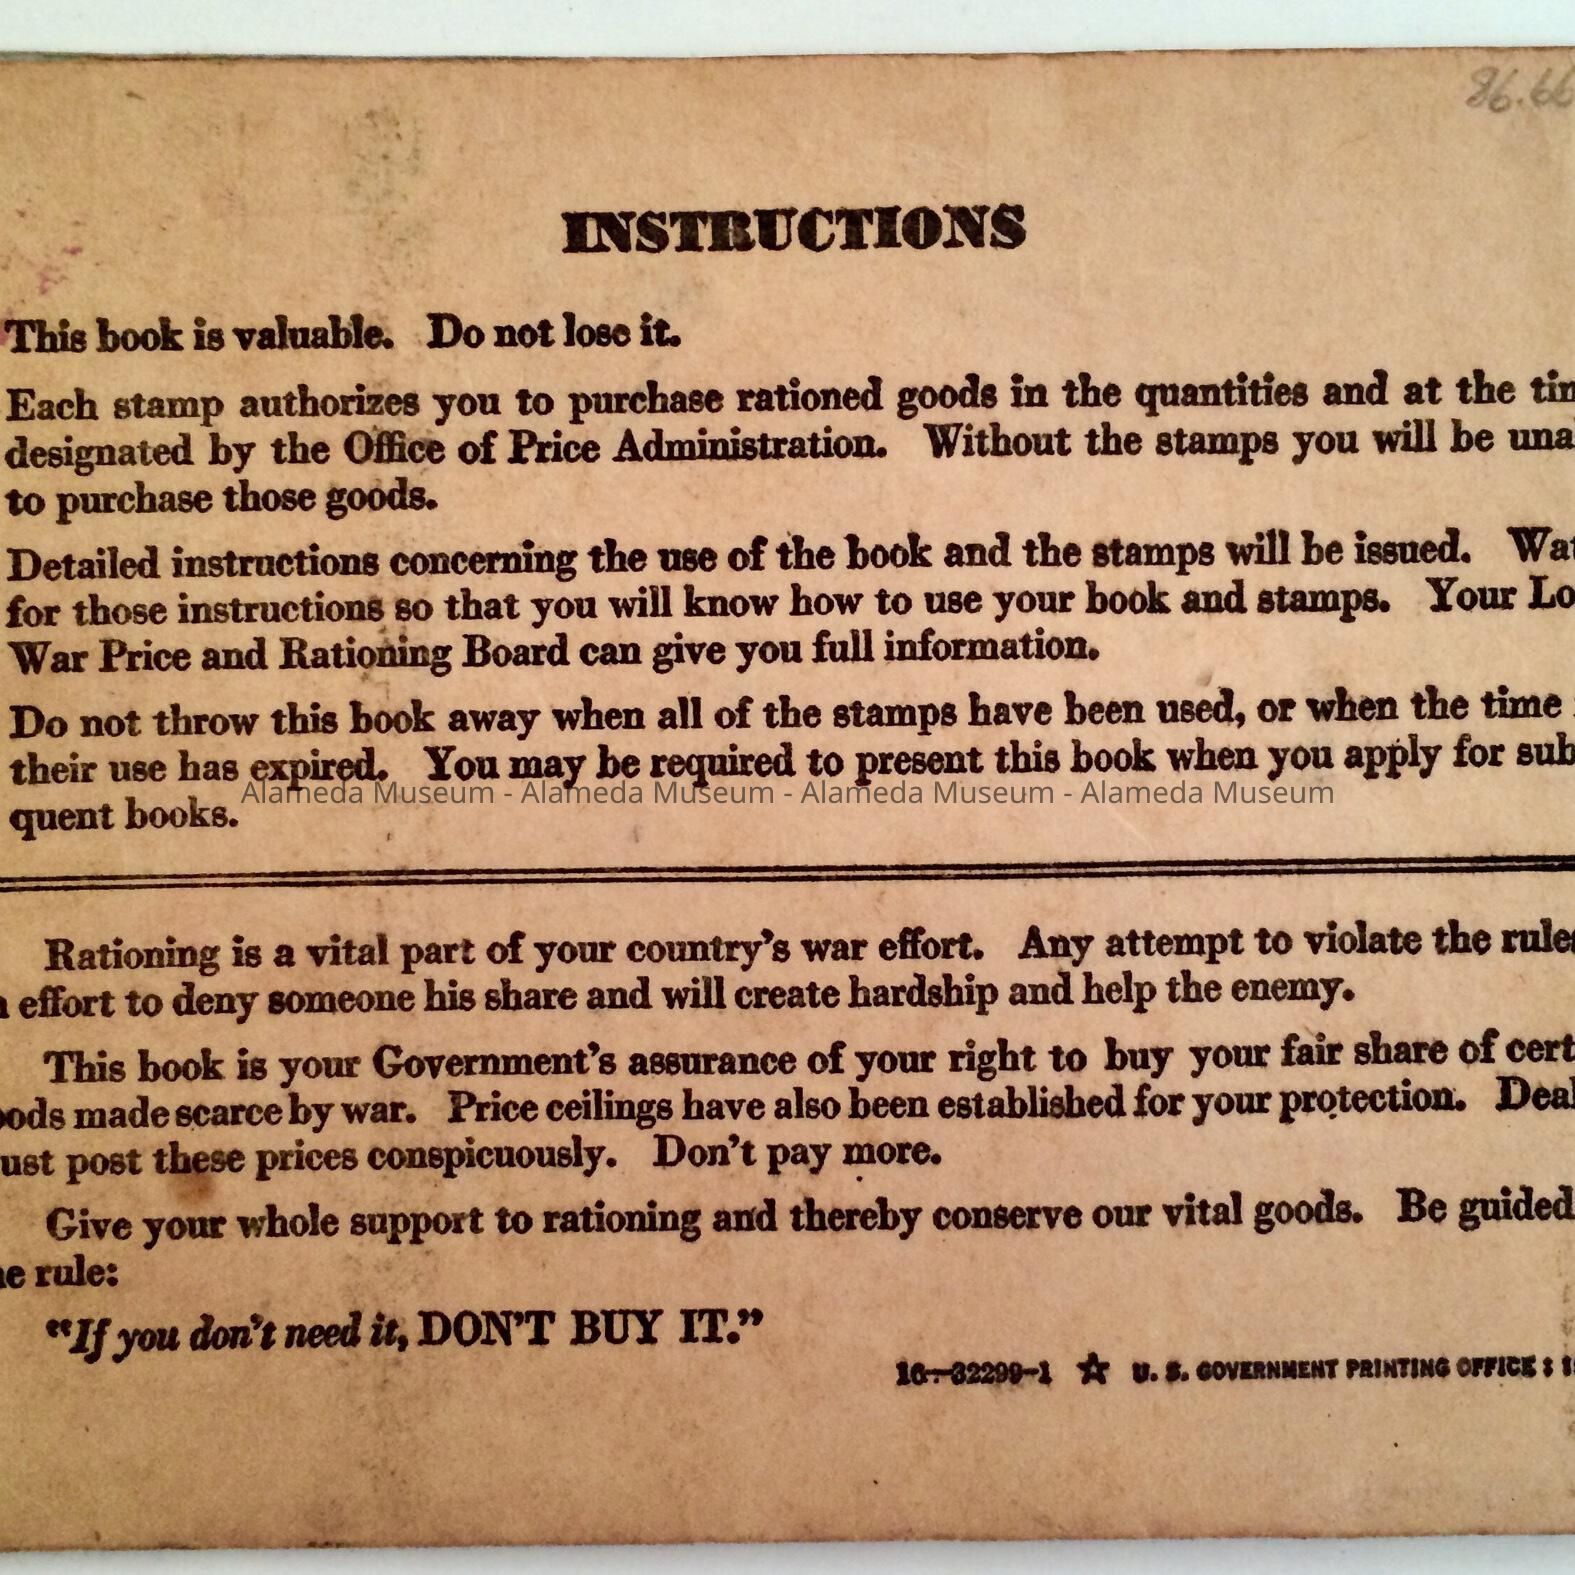 86.66
INSTRUCTIONS
This book is valuable. Do not lose it.
Each stamp authorizes you to purchase rationed goods in the quantities and at the
designated by the Office of Price Administration. Without the stamps you will be
to purchase those goods.
Detailed instructions concerning the use of the book and the stamps will be issued.
for those instructions so that you will know how to use your book and stamps. Your
War Price and Rationing Board can give you full information.
Do not throw this book away when all of the stamps have been used, or when the time
their use has expired. You may be required to present this book when you apply for
Alameda Museum - Alameda Museum - Alameda Museum - Alameda Museum
quent books.
Rationing is a vital part of your country's war effort. Any attempt to violate the rules
effort to deny someone his share and will create hardship and help the enemy.
This book is your Government's assurance of your right to buy your fair share of
made scarce by war. Price ceilings have also been established for your protection.
post these prices conspicuously. Don't pay more.
Give your whole support to rationing and thereby conserve our vital goods. Be guided
rule:
"If you don't need it, DON'T BUY IT."
16—32299-1 ☆ U. S. GOVERNMENT PRINTING OFFICE :